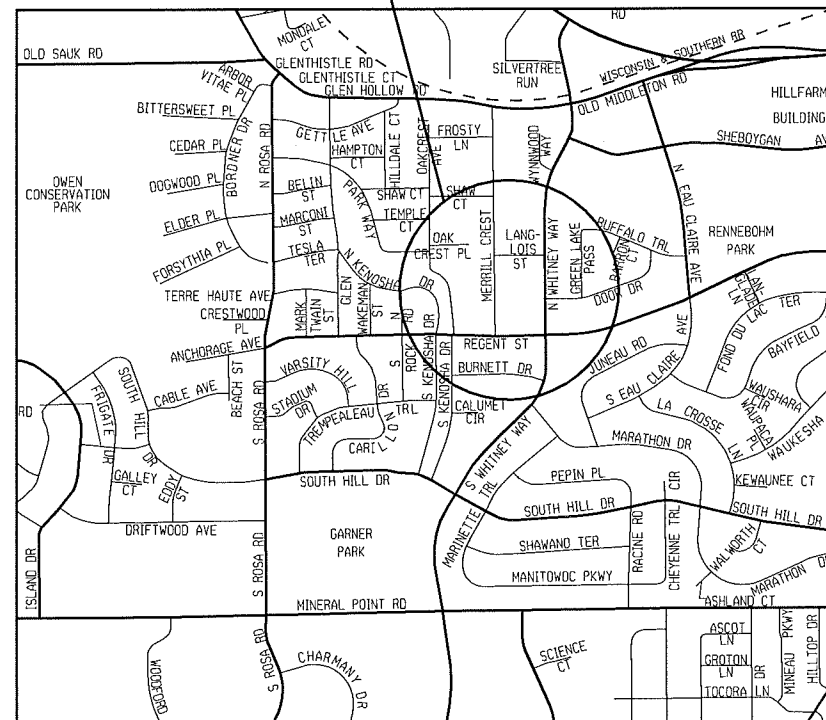 RD
MONDALE
CT
OLD SAUK RD
WISCONSIN & SOUTHERN RR
GLENTHISTLE RD
GLENTHISTLE CT
GLEN HOLLOW RD
SILVERTREE
RUN
OLD MIDDLETON RD
ARBOR
VITAE PL
HILLFARM
BUILDING
BITTERSWEET PL
BORDNER DR
N ROSA RD
GETTLE AVE
HILLDALE CT
OAKCREST
AVE
FROSTY
LN
WYNNWOOD
WAY
SHEBOYGAN AV
CEDAR PL
HAMPTON
CT
OWEN
CONSERVATION
PARK
DOGWOOD PL
BELIN
ST
PARK WAY
SHAW CT
SHAW
CT
N EAU CLAIRE AVE
ELDER PL
MARCONI
ST
TEMPLE
CT
MERRILL CREST
LANG-
LOIS
ST
N WHITNEY WAY
GREEN LAKE
PASS
BUFFALO TRL
BARRON
CT
RENNEBOHM
PARK
FORSYTHIA PL
TESLA
TER
OAK
CREST PL
N KENOSHA DR
DOOR DR
LAN-
GLADE
LN
TERRE HAUTE AVE
CRESTWOOD
PL
MARK
TWAIN
ST
GLEN
WAKEMAN
ST
N
RD
FOND DU LAC TER
BAYFIELD
ANCHORAGE AVE
S
ROCK
S KENOSHA DR
S KENOSHA DR
REGENT ST
BURNETT DR
JUNEAU RD
S EAU CLAIRE AVE
CABLE AVE
BEACH ST
S ROSA RD
VARSITY HILL
DR
STADIUM
DR
TREMPEALEAU TRL
CALUMET
CIR
CARILLON
WAUSHARA
CIR
WAUPACA
PL
WAUKESHA
RD
FRIGATE DR
SOUTH HILL
DR
LA CROSSE
LN
MARATHON DR
GALLEY
CT
EDDY
ST
SOUTH HILL DR
S WHITNEY WAY
PEPIN PL
CIR
KEWAUNEE CT
SOUTH HILL DR
SOUTH HILL DR
DRIFTWOOD AVE
GARNER
PARK
MARINETTE TRL
SHAWANO TER
RACINE RD
CHEYENNE TRL
WALWORTH
CT
ISLAND DR
S ROSA RD
MANITOWOC PKWY
MARATHON D
MINERAL POINT RD
ASHLAND CT
WOODFORD
S ROSA RD
CHARMANY DR
SCIENCE
CT
ASCOT
LN
GROTON
LN
TOCORA LN
DR
MINEAU PKWY
HILLTOP DR